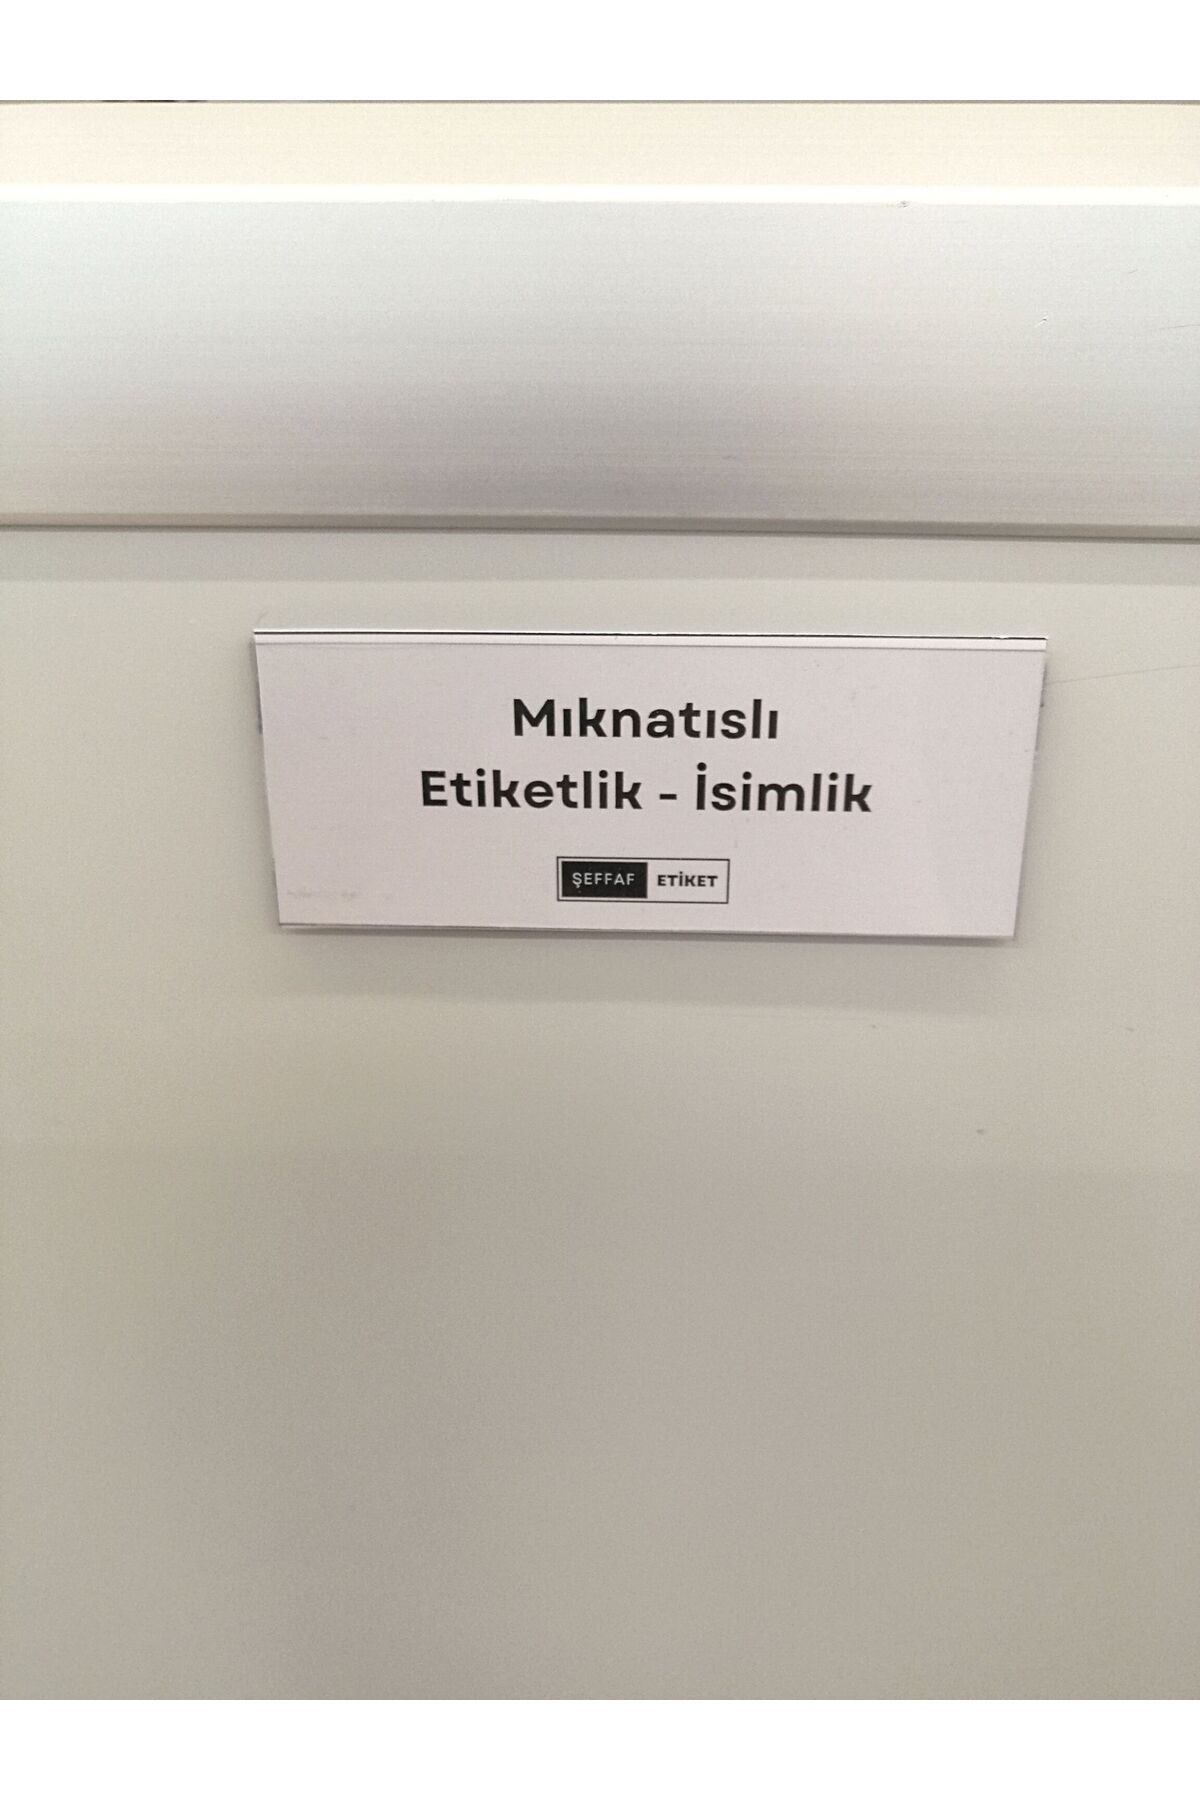 Mıknatıslı
Etiketlik - İsimlik
ŞEFFAF ETİKET